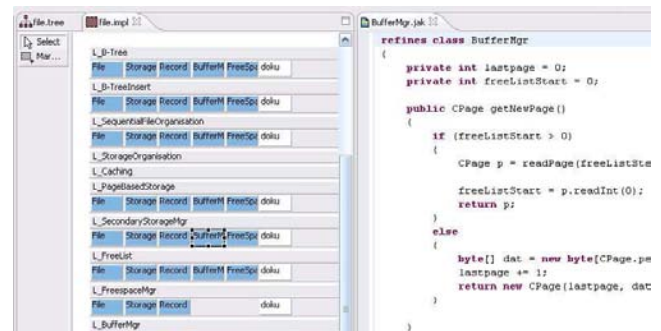 file.tree
file.impl
Select
Mar...
L_B-Tree
File Storage Record BufferM FreeSpa doku
L_B-TreeInsert
File Storage Record BufferM FreeSpa doku
L_SequentialFileOrganisation
File Storage Record BufferM FreeSpa doku
L_StorageOrganisation
L_Caching
L_PageBasedStorage
File Storage Record BufferM FreeSpa doku
L_SecondaryStorageMgr
File Storage Record BufferM FreeSpa doku
L_FreeList
File Storage Record BufferM FreeSpa doku
L_FreespaceMgr
File Storage Record doku
L_BufferMgr
BufferMgr.jak
refines class BufferMgr
{
private int lastpage = 0;
private int freeListStart = 0;
public CPage getNewPage()
{
if (freeListStart > 0)
{
CPage p = readPage(freeListSta
freeListStart = p.readInt(0);
return p;
}
else
{
byte[] dat = new byte[CPage.pe
lastpage += 1;
return new CPage(lastpage, dat
}
}